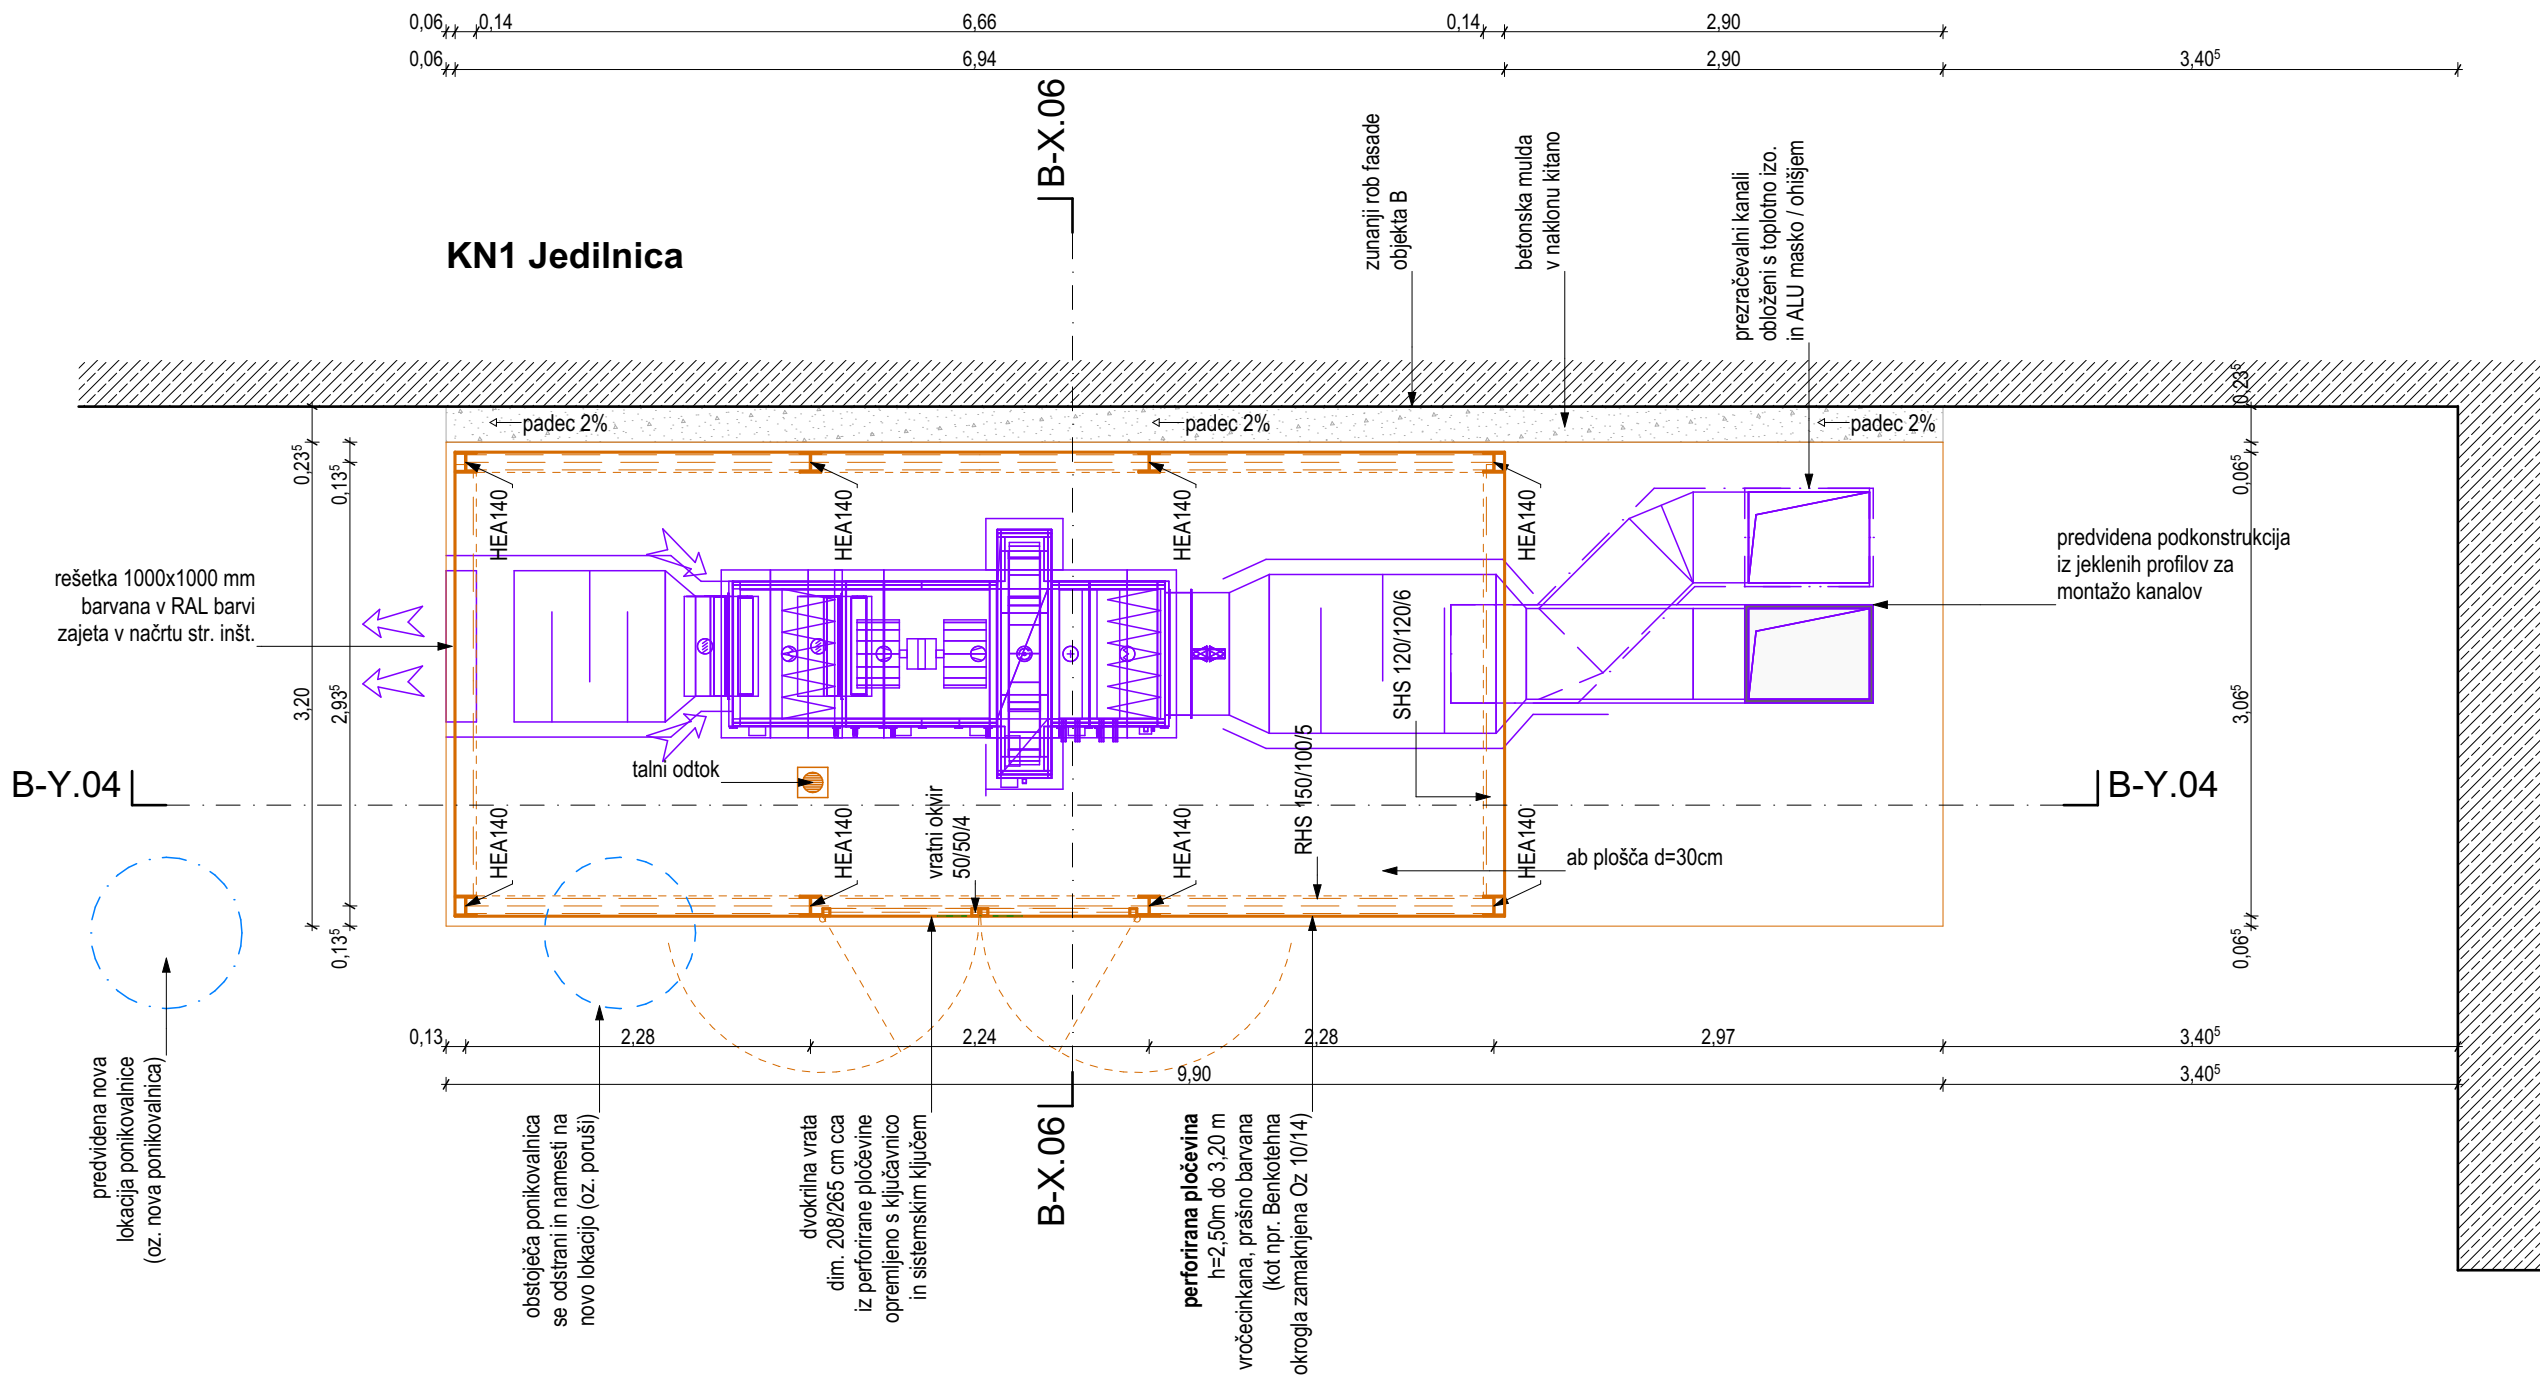 0,06
0,14
6,66
0,14
2,90
0,06
6,94
2,90
3,40⁵
B-X.06
KN1 Jedilnica
zunanji rob fasade
objekta B
betonska mulda
v naklonu kitano
prezračevalni kanali
obloženi s toplotno izo.
in ALU masko / ohišjem
padec 2%
padec 2%
padec 2%
0,23⁵
0,13⁵
0,23⁵
0,06⁵
HEA140
HEA140
HEA140
HEA140
rešetka 1000x1000 mm
barvana v RAL barvi
zajeta v načrtu str. inšt.
predvidena podkonstrukcija
iz jeklenih profilov za
montažo kanalov
3,20
2,93⁵
SHS 120/120/6
3,06⁵
talni odtok
B-Y.04
B-Y.04
RHS 150/100/5
vratni okvir
50/50/4
HEA140
HEA140
HEA140
HEA140
ab plošča d=30cm
0,13⁵
0,06⁵
0,13
2,28
2,24
2,28
2,97
3,40⁵
9,90
3,40⁵
predvidena nova
lokacija ponikovalnice
(oz. nova ponikovalnica)
obstoječa ponikovalnica
se odstrani in namesti na
novo lokacijo (oz. poruši)
dvokrilna vrata
dim. 208/265 cm cca
iz perforirane pločevine
opremljeno s ključavnico
in sistemskim ključem
B-X.06
perforirana pločevina
h=2,50m do 3,20 m
vročecinkana, prašno barvana
(kot npr. Benkotehna
okrogla zamaknjena Oz 10/14)